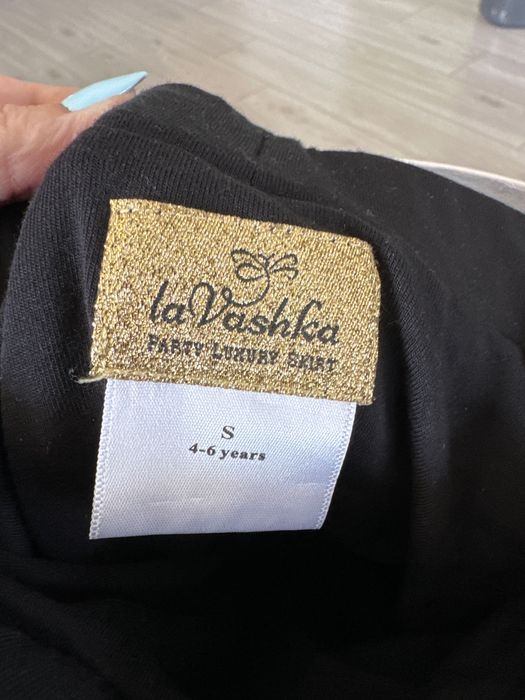 laVashka
PARTY LUXURY SKIRT
S
4-6 years